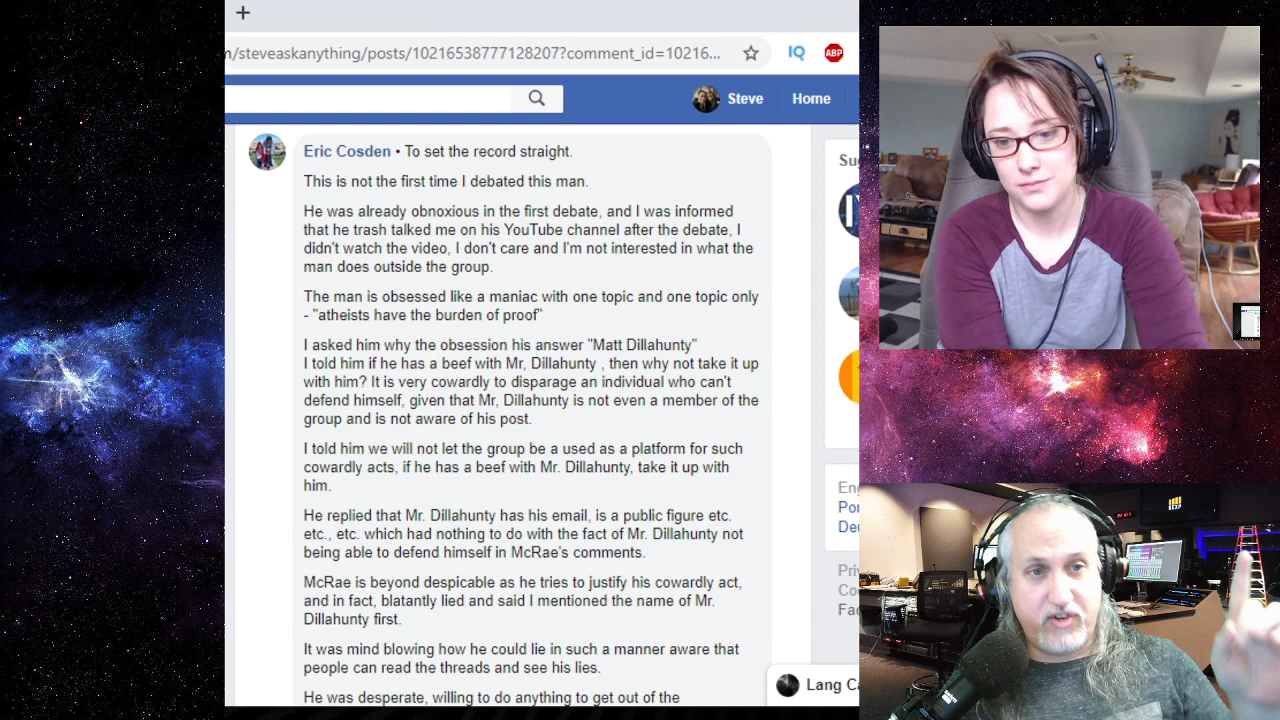 +
m/steveaskanything/posts/10216538777128207?comment_id=10216...
IQ
ABP
Steve
Home
Eric Cosden • To set the record straight.
This is not the first time I debated this man.
He was already obnoxious in the first debate, and I was informed
that he trash talked me on his YouTube channel after the debate, I
didn't watch the video, I don't care and I'm not interested in what the
man does outside the group.
The man is obsessed like a maniac with one topic and one topic only
- "atheists have the burden of proof"
I asked him why the obsession his answer "Matt Dillahunty"
I told him if he has a beef with Mr, Dillahunty , then why not take it up
with him? It is very cowardly to disparage an individual who can't
defend himself, given that Mr, Dillahunty is not even a member of the
group and is not aware of his post.
I told him we will not let the group be a used as a platform for such
cowardly acts, if he has a beef with Mr. Dillahunty, take it up with
him.
He replied that Mr. Dillahunty has his email, is a public figure etc.
etc., etc. which had nothing to do with the fact of Mr. Dillahunty not
being able to defend himself in McRae's comments.
McRae is beyond despicable as he tries to justify his cowardly act,
and in fact, blatantly lied and said I mentioned the name of Mr.
Dillahunty first.
It was mind blowing how he could lie in such a manner aware that
people can read the threads and see his lies.
He was desperate, willing to do anything to get out of the
Su
Eng
Por
Deu
Pri
Co
Fac
Lang Ca